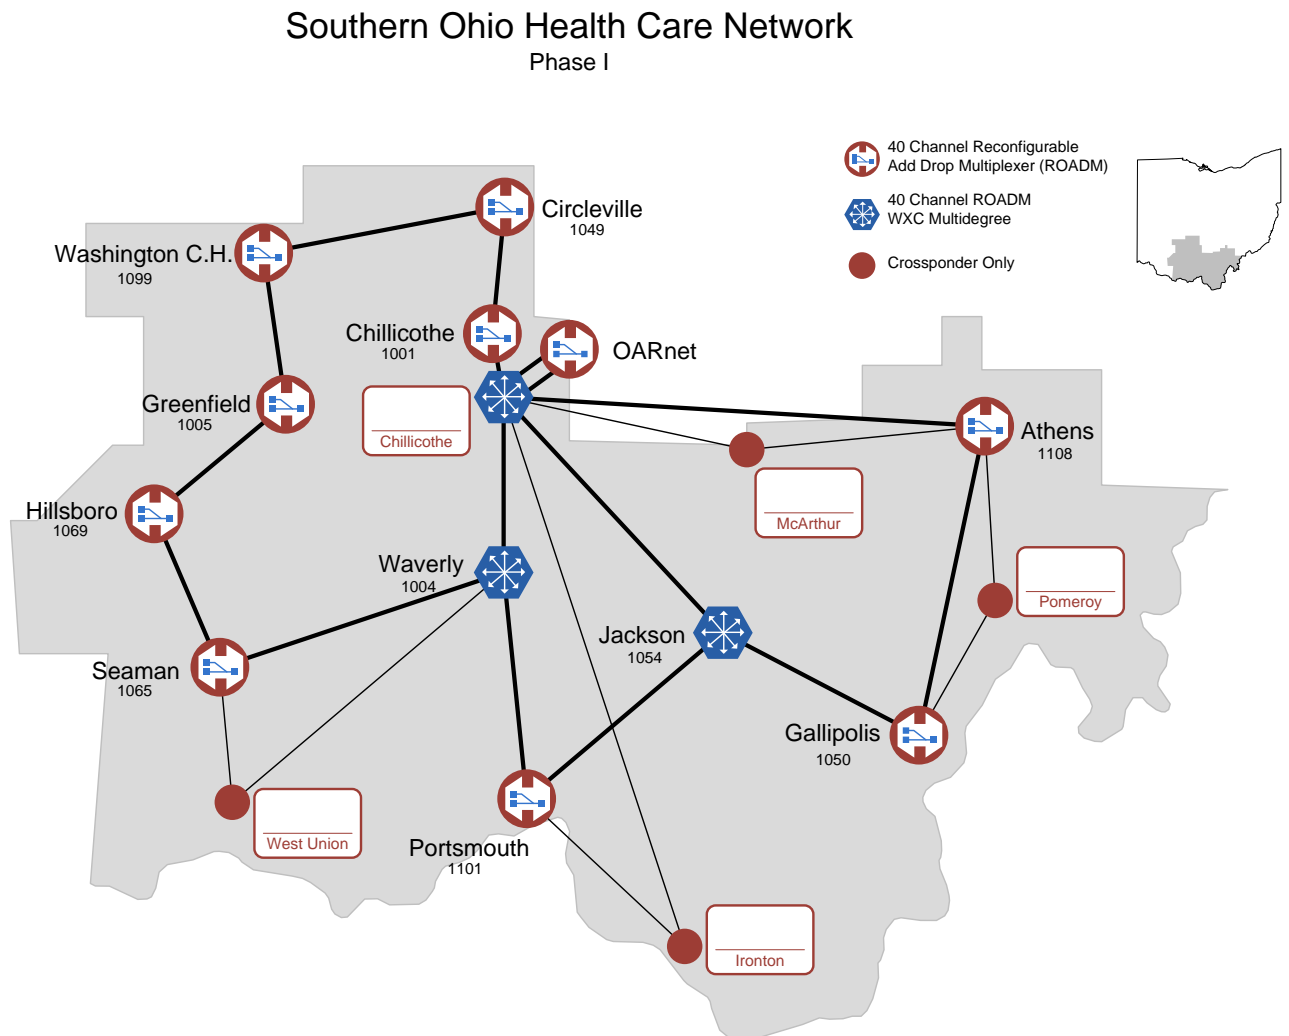 Southern Ohio Health Care Network
Phase I
40 Channel Reconfigurable
Add Drop Multiplexer (ROADM)
40 Channel ROADM
WXC Multidegree
Crossponder Only
Circleville
1049
Washington C.H.
1099
Chillicothe
1001
OARnet
Greenfield
1005
Chillicothe
Athens
1108
McArthur
Hillsboro
1069
Waverly
1004
Pomeroy
Jackson
1054
Seaman
1065
Gallipolis
1050
West Union
Portsmouth
1101
Ironton